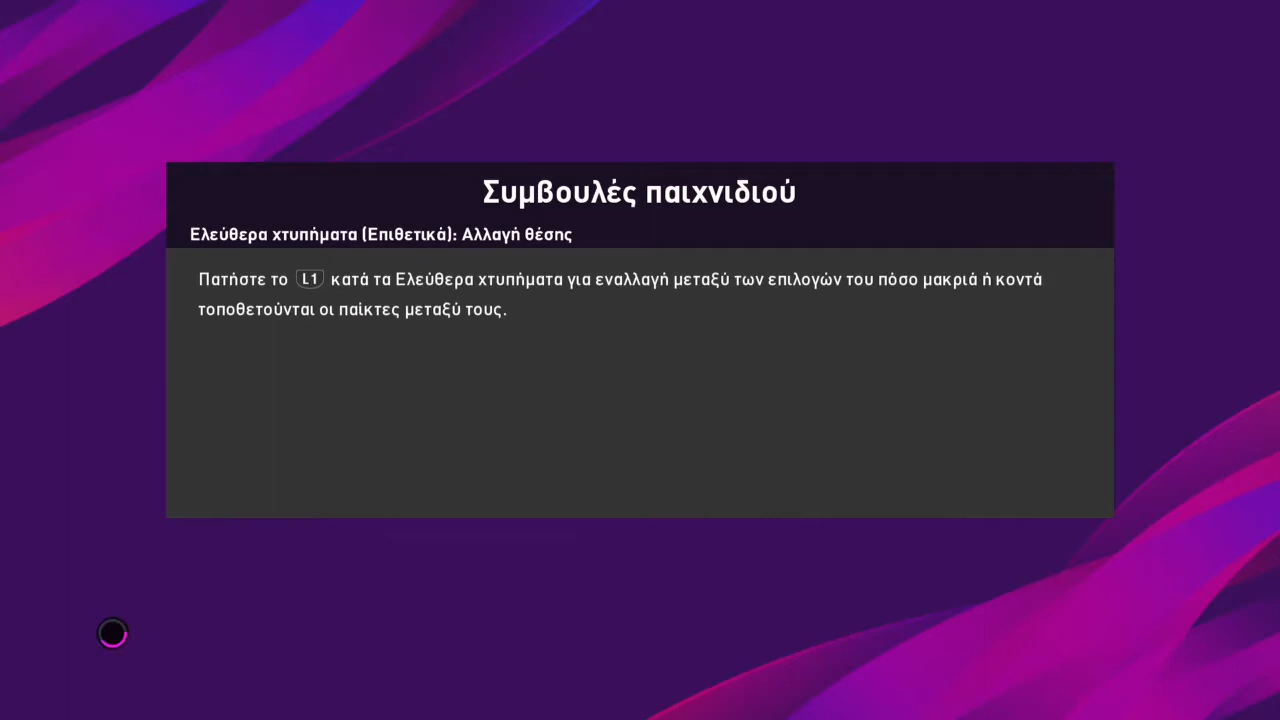 Συμβουλές παιχνιδιού
Ελεύθερα χτυπήματα (Επιθετικά): Αλλαγή θέσης
Πατήστε το L1 κατά τα Ελεύθερα χτυπήματα για εναλλαγή μεταξύ των επιλογών του πόσο μακριά ή κοντά
τοποθετούνται οι παίκτες μεταξύ τους.